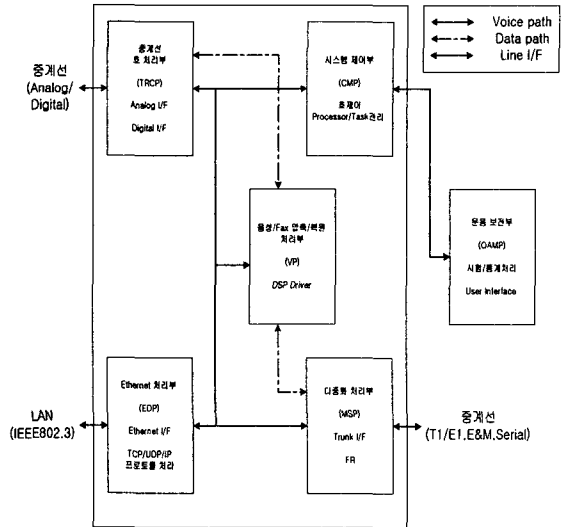 Voice path
Data path
Line I/F
중계선
호 처리부
(TRCP)
Analog I/F
Digital I/F
시스템 제어부
(CMP)
호제어
Processor/Task관리
중계선
(Analog/
Digital)
음성/Fax 압축/복원
처리부
(VP)
DSP Driver
운용 보전부
(OAMP)
시험/통계처리
User Interface
Ethernet 처리부
(EDP)
Ethernet I/F
TCP/UDP/IP
프로토콜 처리
다중화 처리부
(MSP)
Trunk I/F
FR
LAN
(IEEE802.3)
중계선
(T1/E1,E&M,Serial)